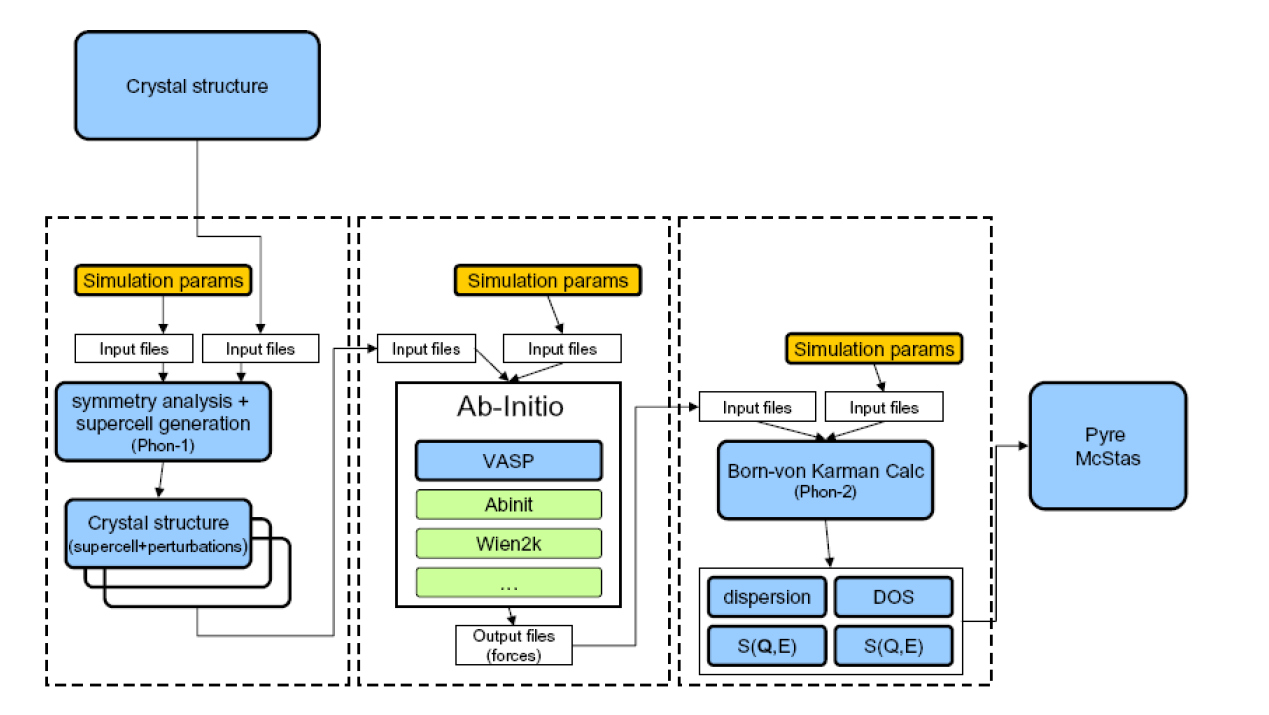 Crystal structure
Simulation params
Input files
Input files
symmetry analysis +
supercell generation
(Phon-1)
Crystal structure
(supercell+perturbations)
Simulation params
Input files
Input files
Ab-Initio
VASP
Abinit
Wien2k
...
Output files
(forces)
Simulation params
Input files
Input files
Born-von Karman Calc
(Phon-2)
dispersion
DOS
S(Q,E)
S(Q,E)
Pyre
McStas